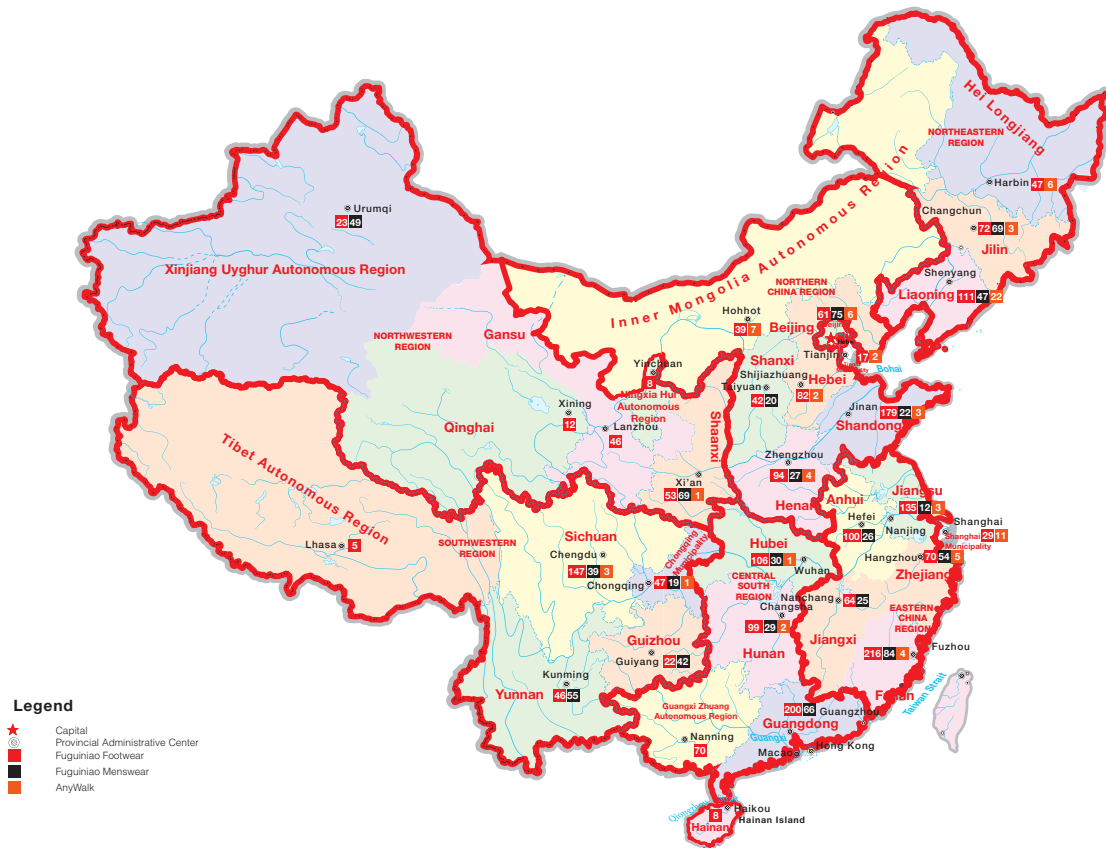 Hei Longjiang
NORTHEASTERN
REGION
Harbin
47 6
Changchun
72 69 3
Jilin
Shenyang
Liaoning
111 47 22
Urumqi
23 49
Xinjiang Uyghur Autonomous Region
Inner Mongolia Autonomous Region
NORTHERN
CHINA REGION
Hohhot
39 7
Beijing
61 75 6
Tianjin
17 2
Bohai
NORTHWESTERN
REGION
Gansu
Yinchuan
8
Ningxia Hui
Autonomous
Region
Shanxi
Shijiazhuang
Taiyuan
42 20
Hebei
82 2
Jinan
179 22 3
Shandong
Xining
12
Lanzhou
46
Qinghai
Shaanxi
Zhengzhou
94 27 4
Henan
Xi'an
53 69 1
Tibet Autonomous Region
Lhasa
5
Anhui
Jiangsu
135 12 3
Hefei
100 26
Nanjing
Shanghai
Shanghai
Municipality
29 11
Hangzhou
70 54 5
Zhejiang
SOUTHWESTERN
REGION
Sichuan
Chengdu
147 39 3
Chongqing
Municipality
Chongqing
47 19 1
Hubei
106 30 1
Wuhan
CENTRAL
SOUTH
REGION
Changsha
99 29 2
Hunan
Nanchang
64 25
Jiangxi
EASTERN
CHINA
REGION
216 84 4
Fuzhou
Guizhou
Guiyang
22 42
Kunming
46 55
Yunnan
Guangxi Zhuang
Autonomous Region
Nanning
70
200 66
Guangzhou
Guangdong
Guangxi
Macao
Hong Kong
Taiwan Strait
Haikou
Hainan Island
8
Hainan
Legend
Capital
Provincial Administrative Center
Fuguiniao Footwear
Fuguiniao Menswear
AnyWalk